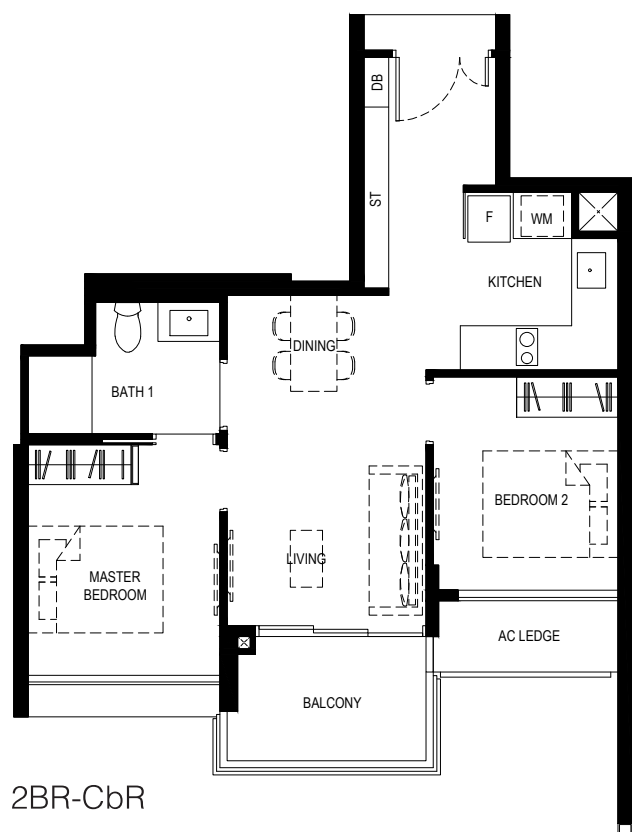 DB
ST
F
WM
KITCHEN
DINING
BATH 1
BEDROOM 2
LIVING
MASTER
BEDROOM
AC LEDGE
BALCONY
2BR-CbR